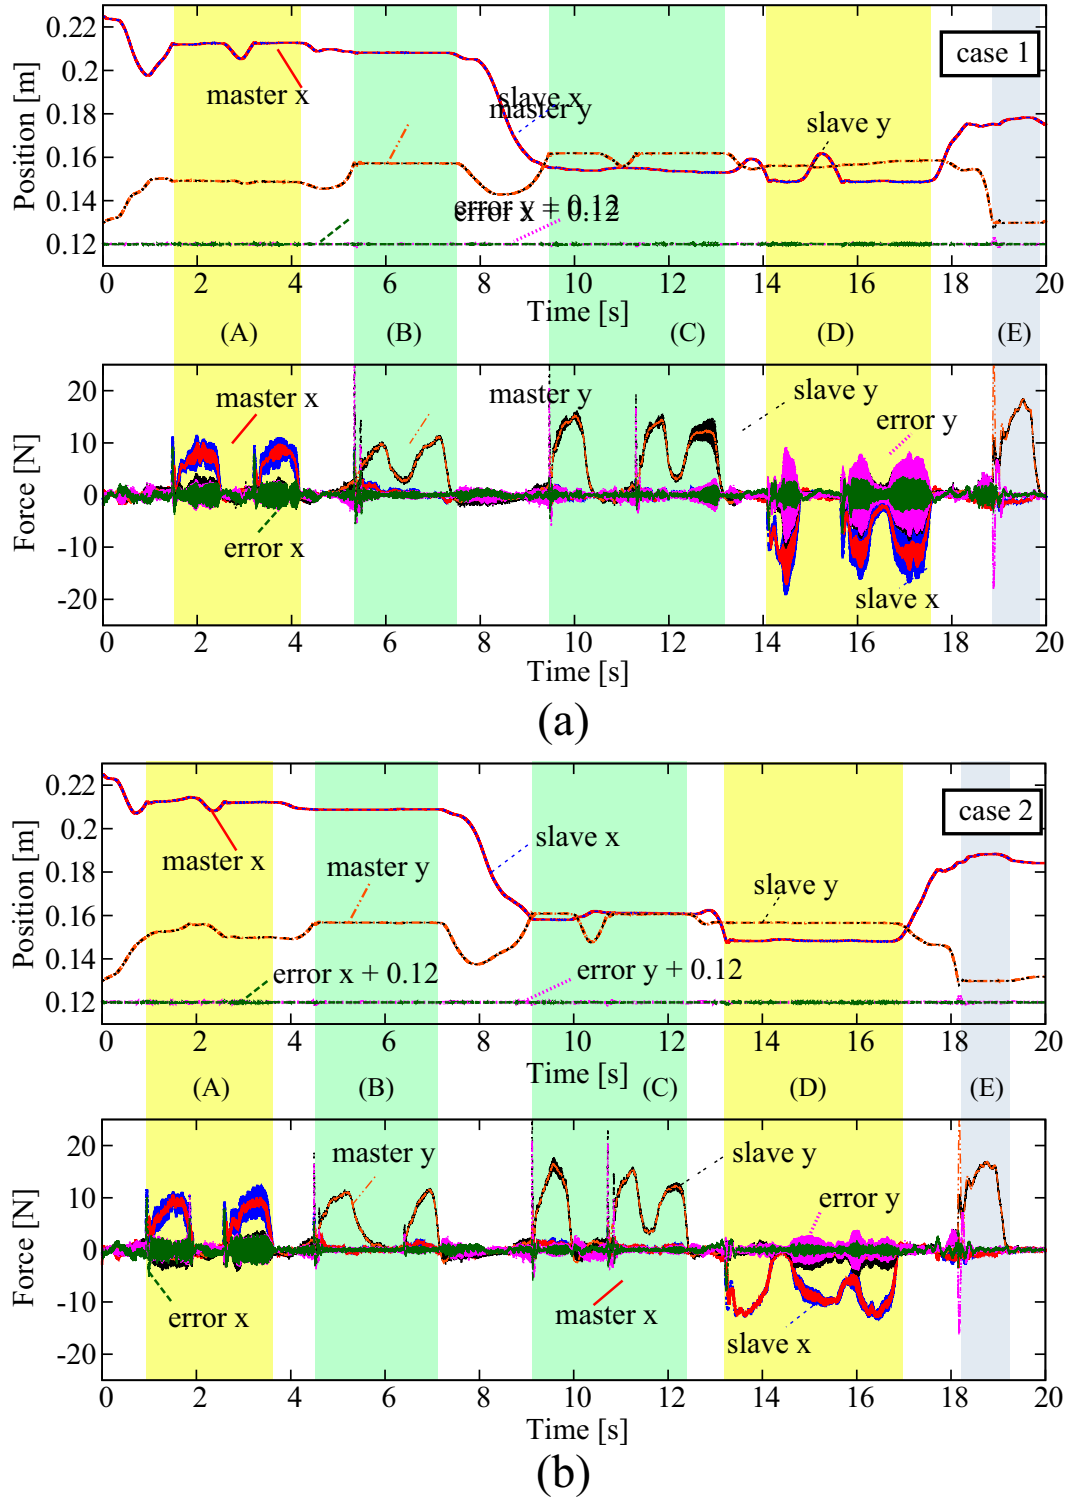 0.22
case 1
0.2
master x
slave x
master y
0.18
slave y
Position [m]
0.16
0.14
error y + 0.12
error x + 0.12
0.12
0 2 4 6 8 10 12 14 16 18 20
Time [s]
(A) (B) (C) (D) (E)
20
master x
master y
slave y
error y
10
Force [N]
0
error x
-10
slave x
-20
0 2 4 6 8 10 12 14 16 18 20
Time [s]
(a)
0.22
case 2
0.2
slave x
master x
master y
slave y
0.18
Position [m]
0.16
0.14
error x + 0.12
error y + 0.12
0.12
0 2 4 6 8 10 12 14 16 18 20
Time [s]
(A) (B) (C) (D) (E)
20
master y
slave y
10
error y
Force [N]
0
-10
error x
master x
slave x
-20
0 2 4 6 8 10 12 14 16 18 20
Time [s]
(b)